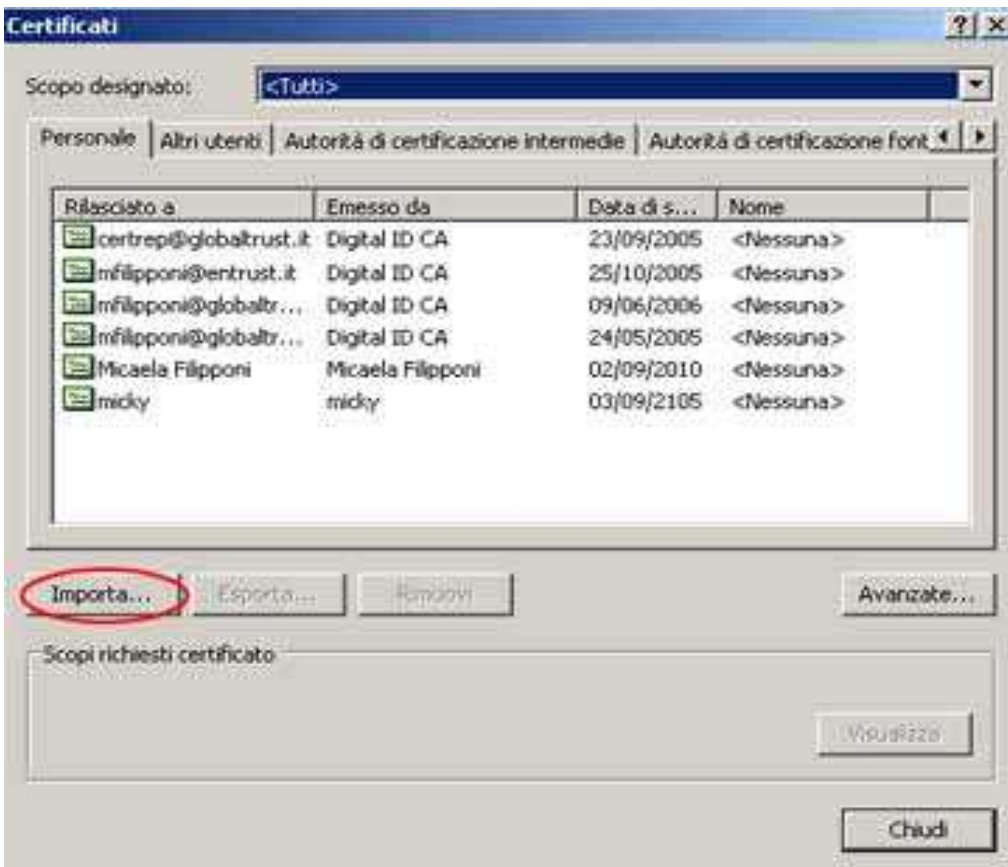 Certificati
Scopo designato: <Tutti>
Personale Altri utenti Autorità di certificazione intermedie Autorità di certificazione font
Rilasciato a Emesso da Data di s... Nome
certrep@globaltrust.it Digital ID CA 23/09/2005 <Nessuna>
mfilipponi@entrust.it Digital ID CA 25/10/2005 <Nessuna>
mfilipponi@globaltr... Digital ID CA 09/06/2006 <Nessuna>
mfilipponi@globaltr... Digital ID CA 24/05/2005 <Nessuna>
Micaela Filipponi Micaela Filipponi 02/09/2010 <Nessuna>
micky micky 03/09/2105 <Nessuna>
Importa... Esporta... Rimuovi Avanzate...
Scopi richiesti certificato
Visualizza
Chiudi